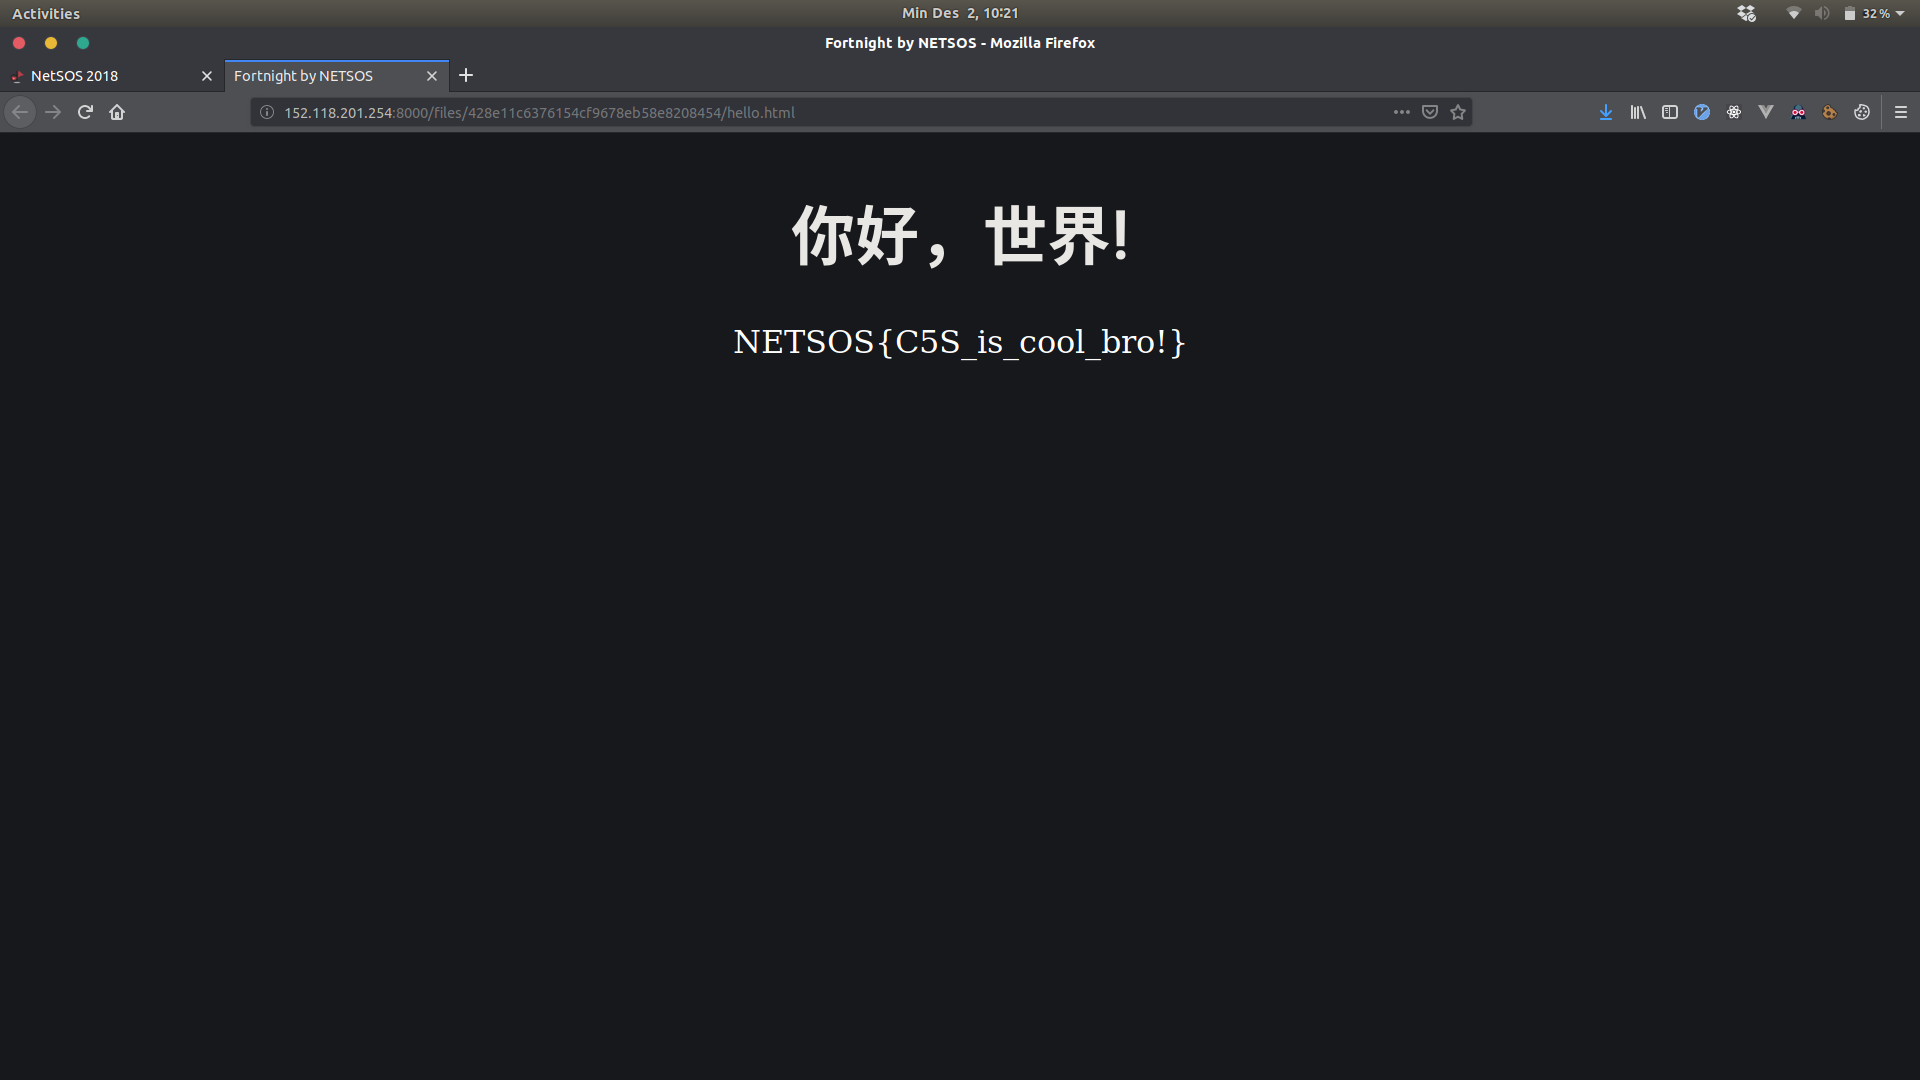 Activities
Min Des 2, 10:21
32 %
Fortnight by NETSOS - Mozilla Firefox
NetSOS 2018
Fortnight by NETSOS
152.118.201.254:8000/files/428e11c6376154cf9678eb58e8208454/hello.html
你好，世界!
NETSOS{C5S_is_cool_bro!}